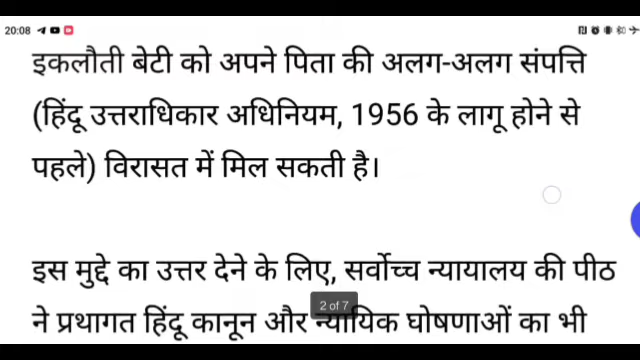 20:08
इकलौती बेटी को अपने पिता की अलग-अलग संपत्ति
(हिंदू उत्तराधिकार अधिनियम, 1956 के लागू होने से
पहले) विरासत में मिल सकती है।
इस मुद्दे का उत्तर देने के लिए, सर्वोच्च न्यायालय की पीठ
2 of 7
ने प्रथागत हिंदू कानून और न्यायिक घोषणाओं का भी